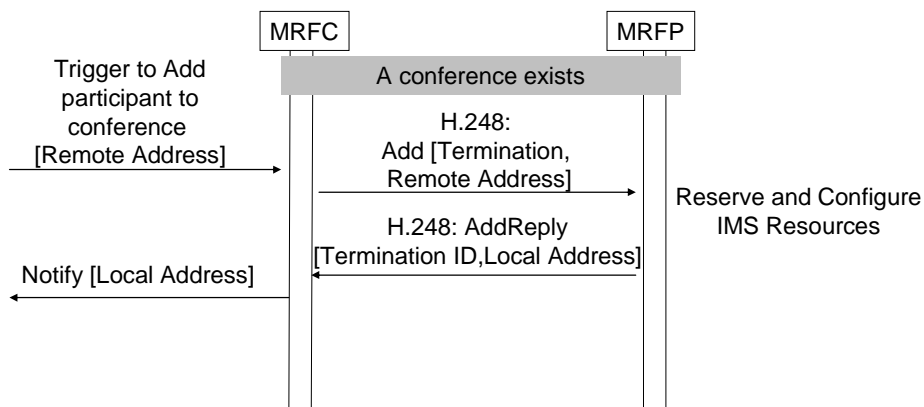 MRFC
MRFP
A conference exists
Trigger to Add
participant to
conference
[Remote Address]
H.248:
Add [Termination,
Remote Address]
Reserve and Configure
IMS Resources
H.248: AddReply
[Termination ID,Local Address]
Notify [Local Address]